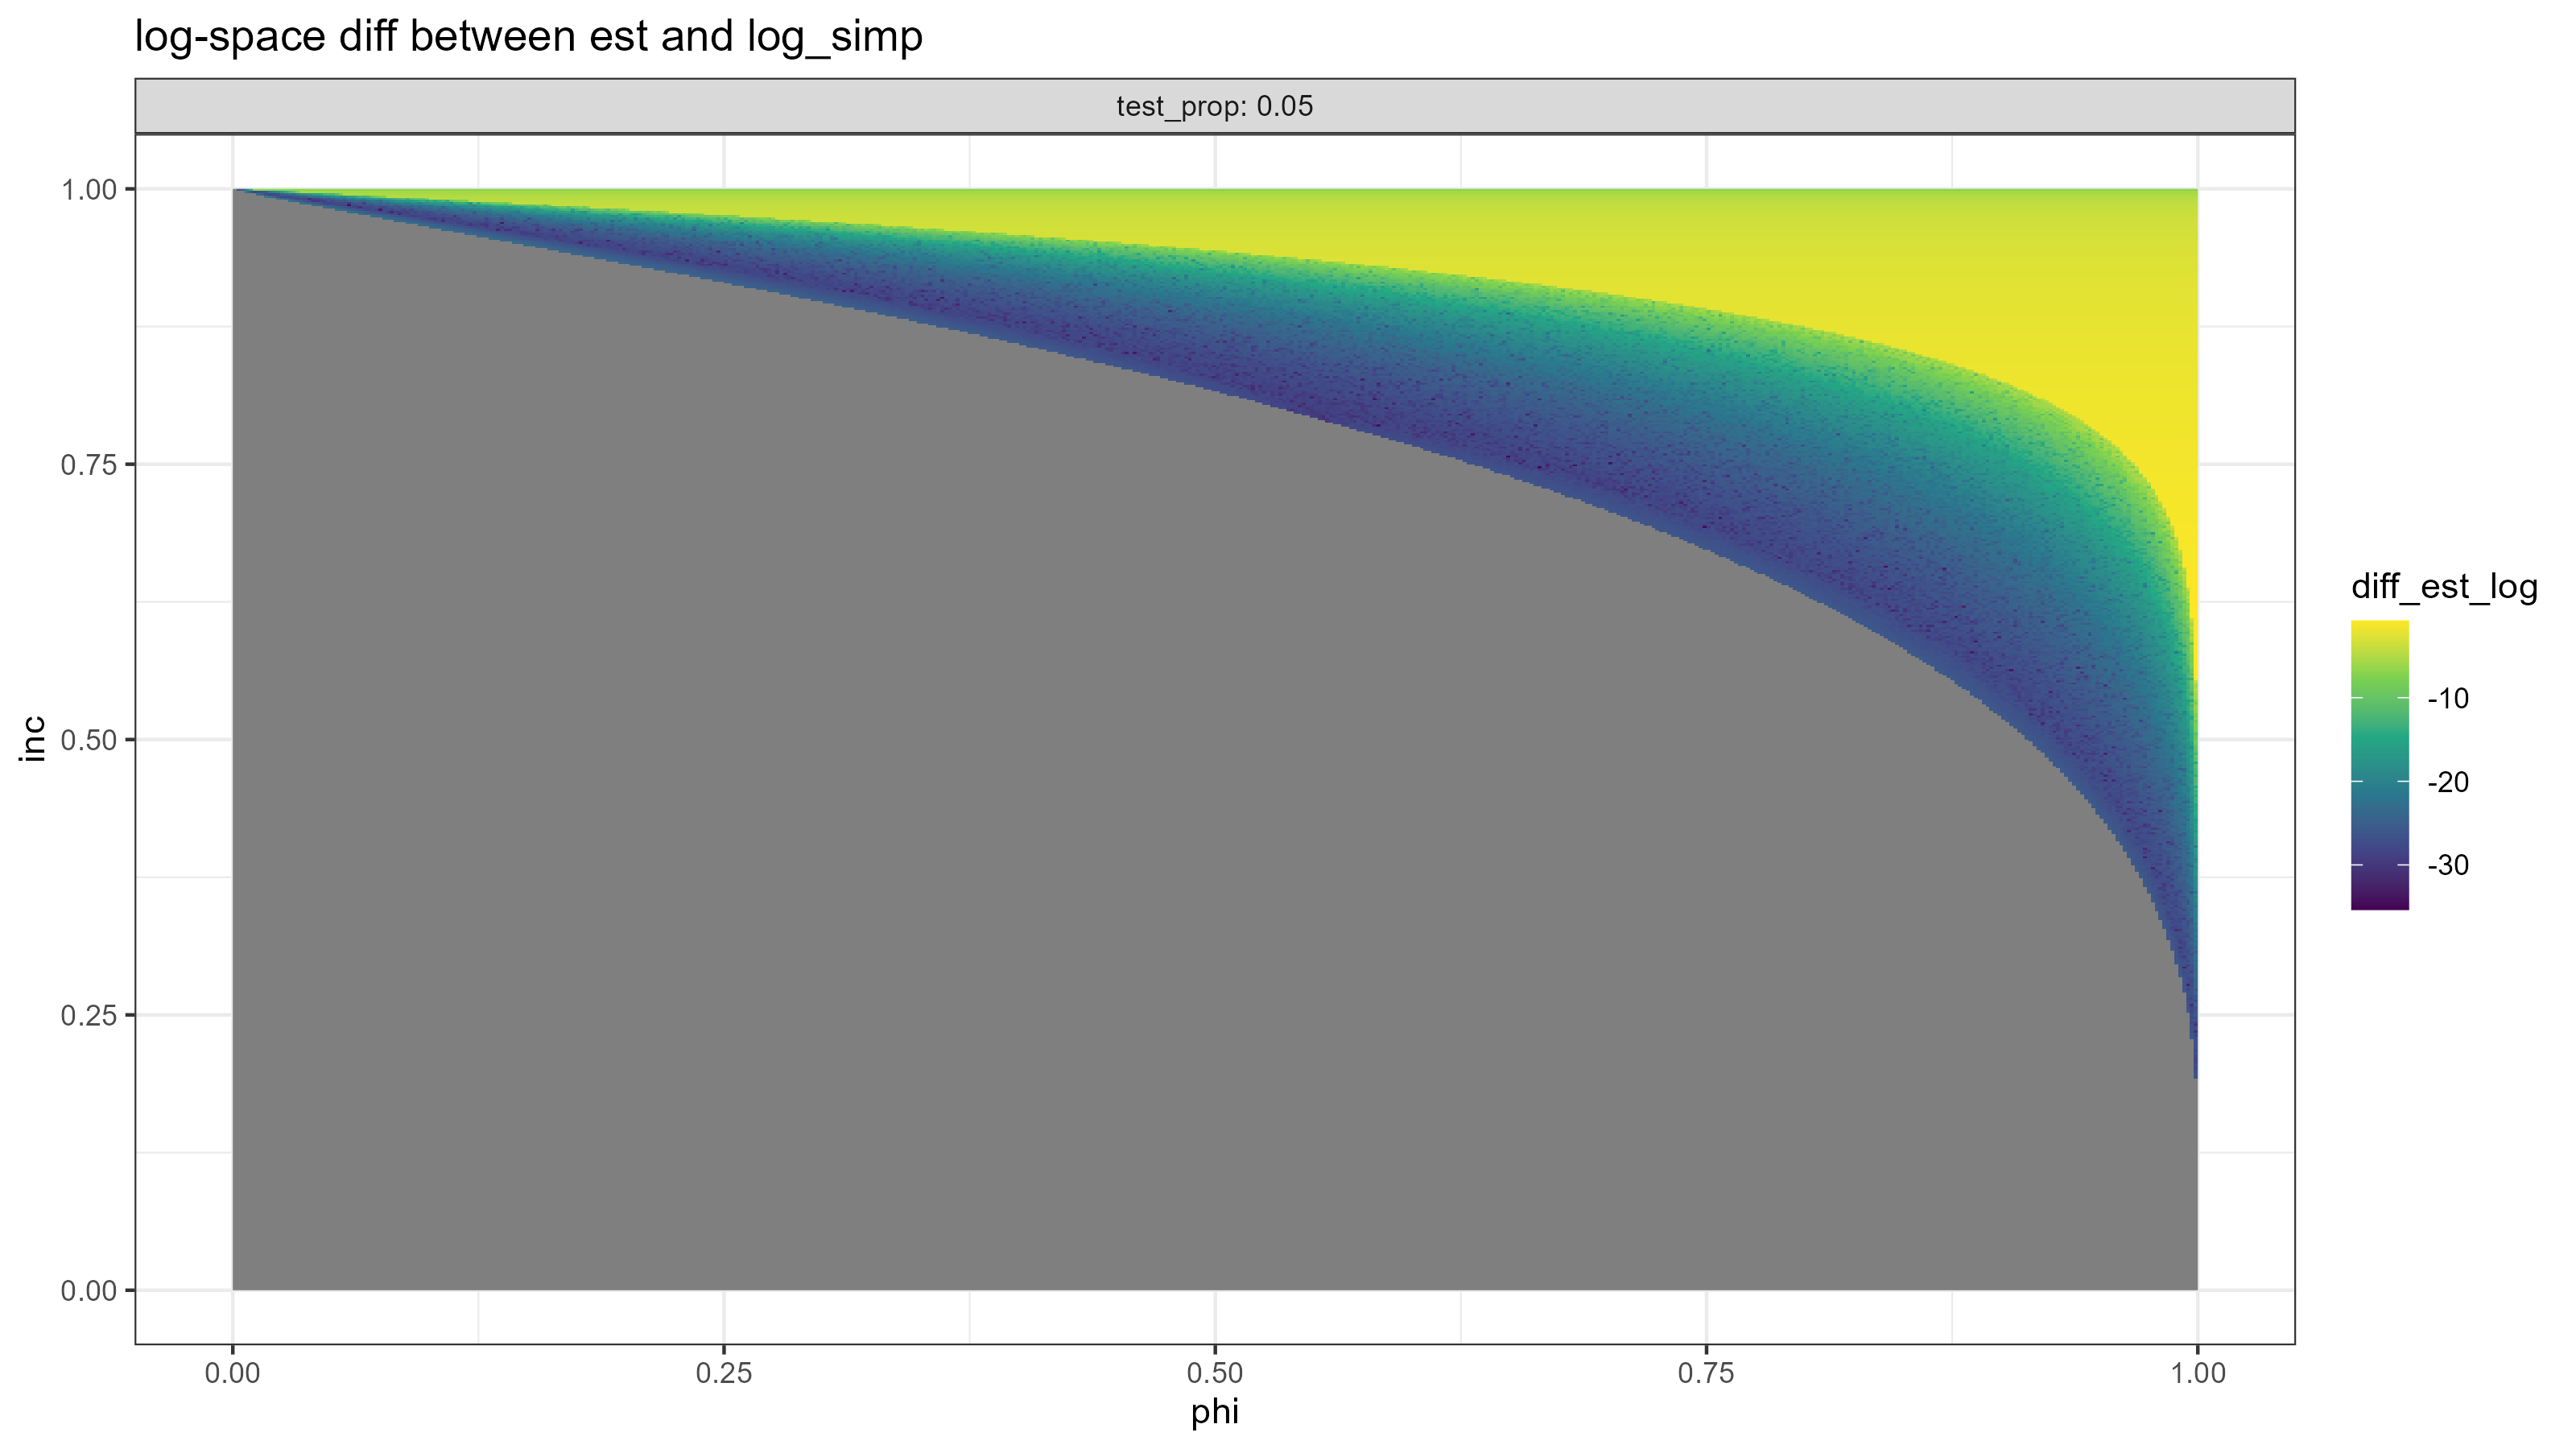 log-space diff between est and log_simp
test_prop: 0.05
1.00
0.75
0.50
0.25
0.00
inc
0.00 0.25 0.50 0.75 1.00
phi
diff_est_log
-10
-20
-30